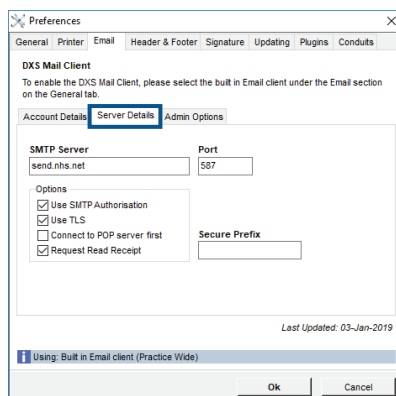 Preferences
General Printer Email Header & Footer Signature Updating Plugins Conduits
DXS Mail Client
To enable the DXS Mail Client, please select the built in Email client under the Email section
on the General tab.
Account Details Server Details Admin Options
SMTP Server Port
send.nhs.net 587
Options
Use SMTP Authorisation
Use TLS
Connect to POP server first Secure Prefix
Request Read Receipt
Last Updated: 03-Jan-2019
Using: Built in Email client (Practice Wide)
Ok Cancel